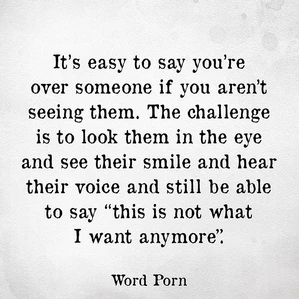 It's easy to say you're
over someone if you aren't
seeing them. The challenge
is to look them in the eye
and see their smile and hear
their voice and still be able
to say “this is not what
I want anymore”.
Word Porn